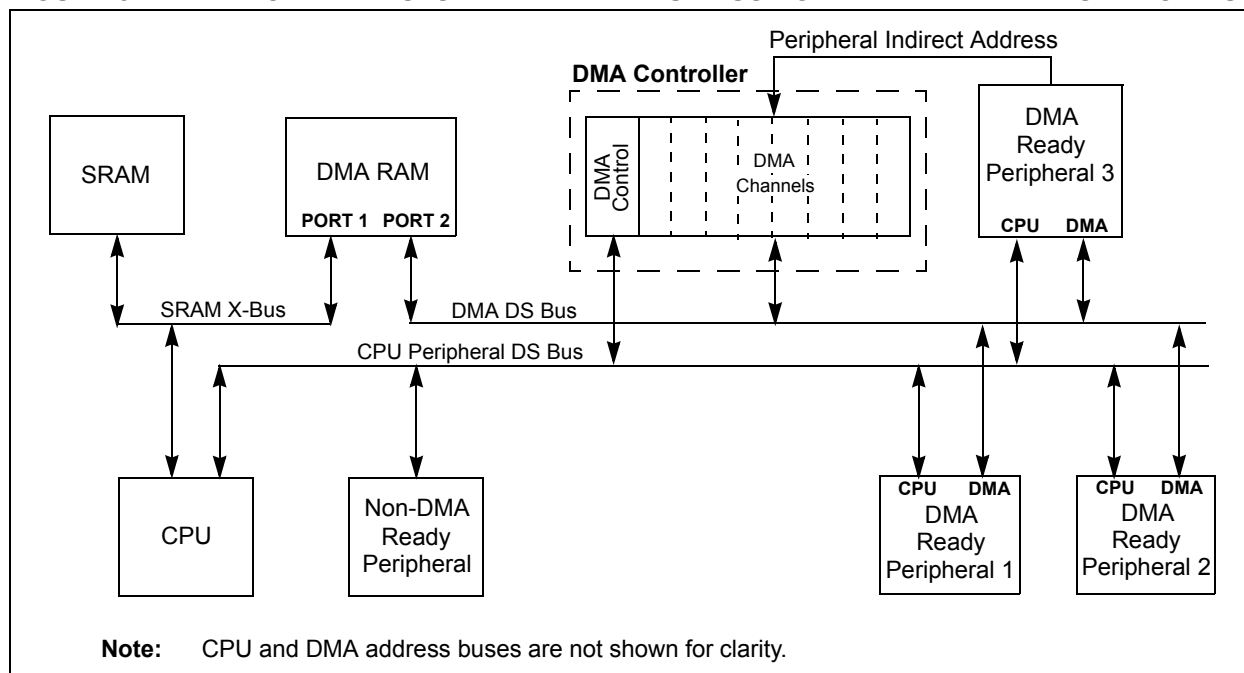 Peripheral Indirect Address
DMA Controller
SRAM
DMA RAM
PORT 1 PORT 2
DMA
Control
DMA
Channels
DMA
Ready
Peripheral 3
CPU DMA
SRAM X-Bus
DMA DS Bus
CPU Peripheral DS Bus
CPU
Non-DMA
Ready
Peripheral
CPU DMA
DMA
Ready
Peripheral 1
CPU DMA
DMA
Ready
Peripheral 2
Note: CPU and DMA address buses are not shown for clarity.